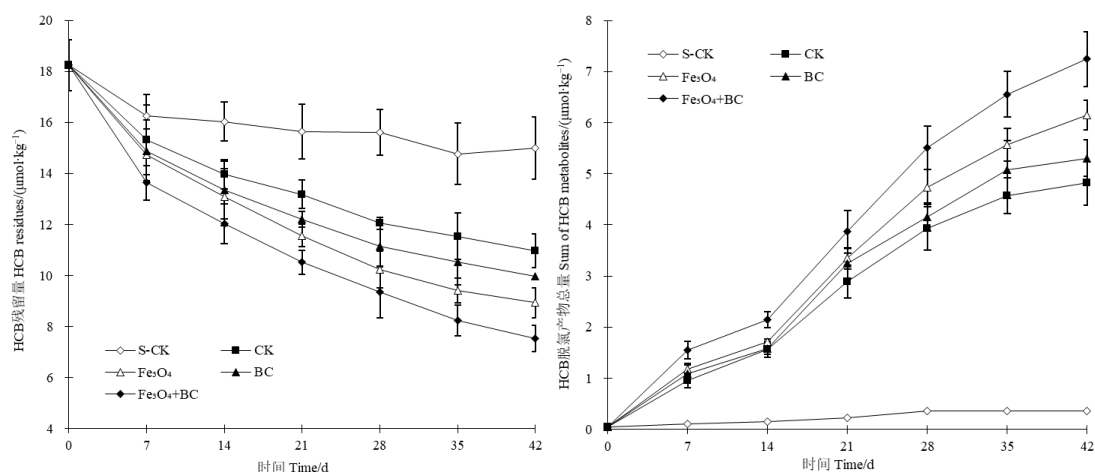 20
18
16
14
12
10
8
6
4
HCB残留量 HCB residues/(μmol·kg⁻¹)
S-CK
CK
Fe₃O₄
BC
Fe₃O₄+BC
0
7
14
21
28
35
42
时间 Time/d
8
7
6
5
4
3
2
1
0
HCB脱氯产物总量 Sum of HCB metabolites/(μmol·kg⁻¹)
S-CK
CK
Fe₃O₄
BC
Fe₃O₄+BC
0
7
14
21
28
35
42
时间 Time/d